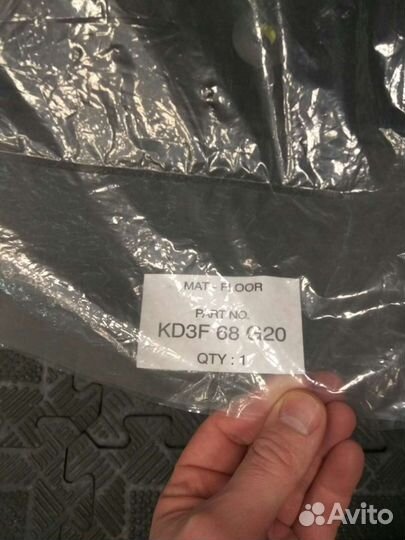 MAT - FLOOR
PART NO.
KD3F 68 G20
QTY : 1
Avito